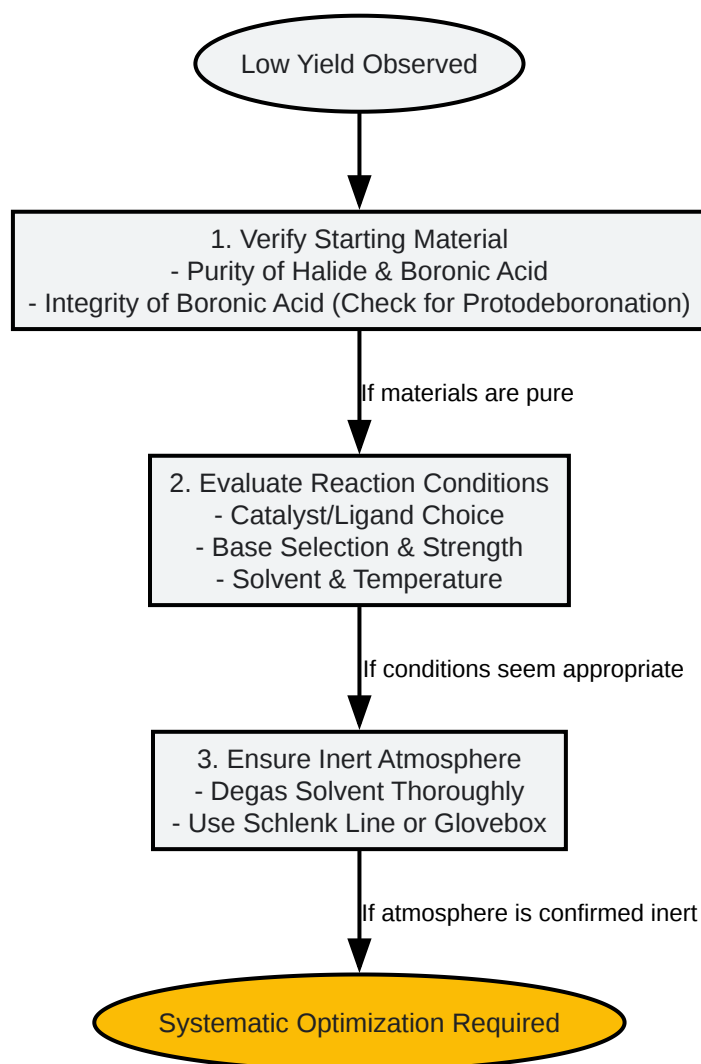 Low Yield Observed
1. Verify Starting Material
- Purity of Halide & Boronic Acid
- Integrity of Boronic Acid (Check for Protodeboronation)
If materials are pure
2. Evaluate Reaction Conditions
- Catalyst/Ligand Choice
- Base Selection & Strength
- Solvent & Temperature
If conditions seem appropriate
3. Ensure Inert Atmosphere
- Degas Solvent Thoroughly
- Use Schlenk Line or Glovebox
If atmosphere is confirmed inert
Systematic Optimization Required